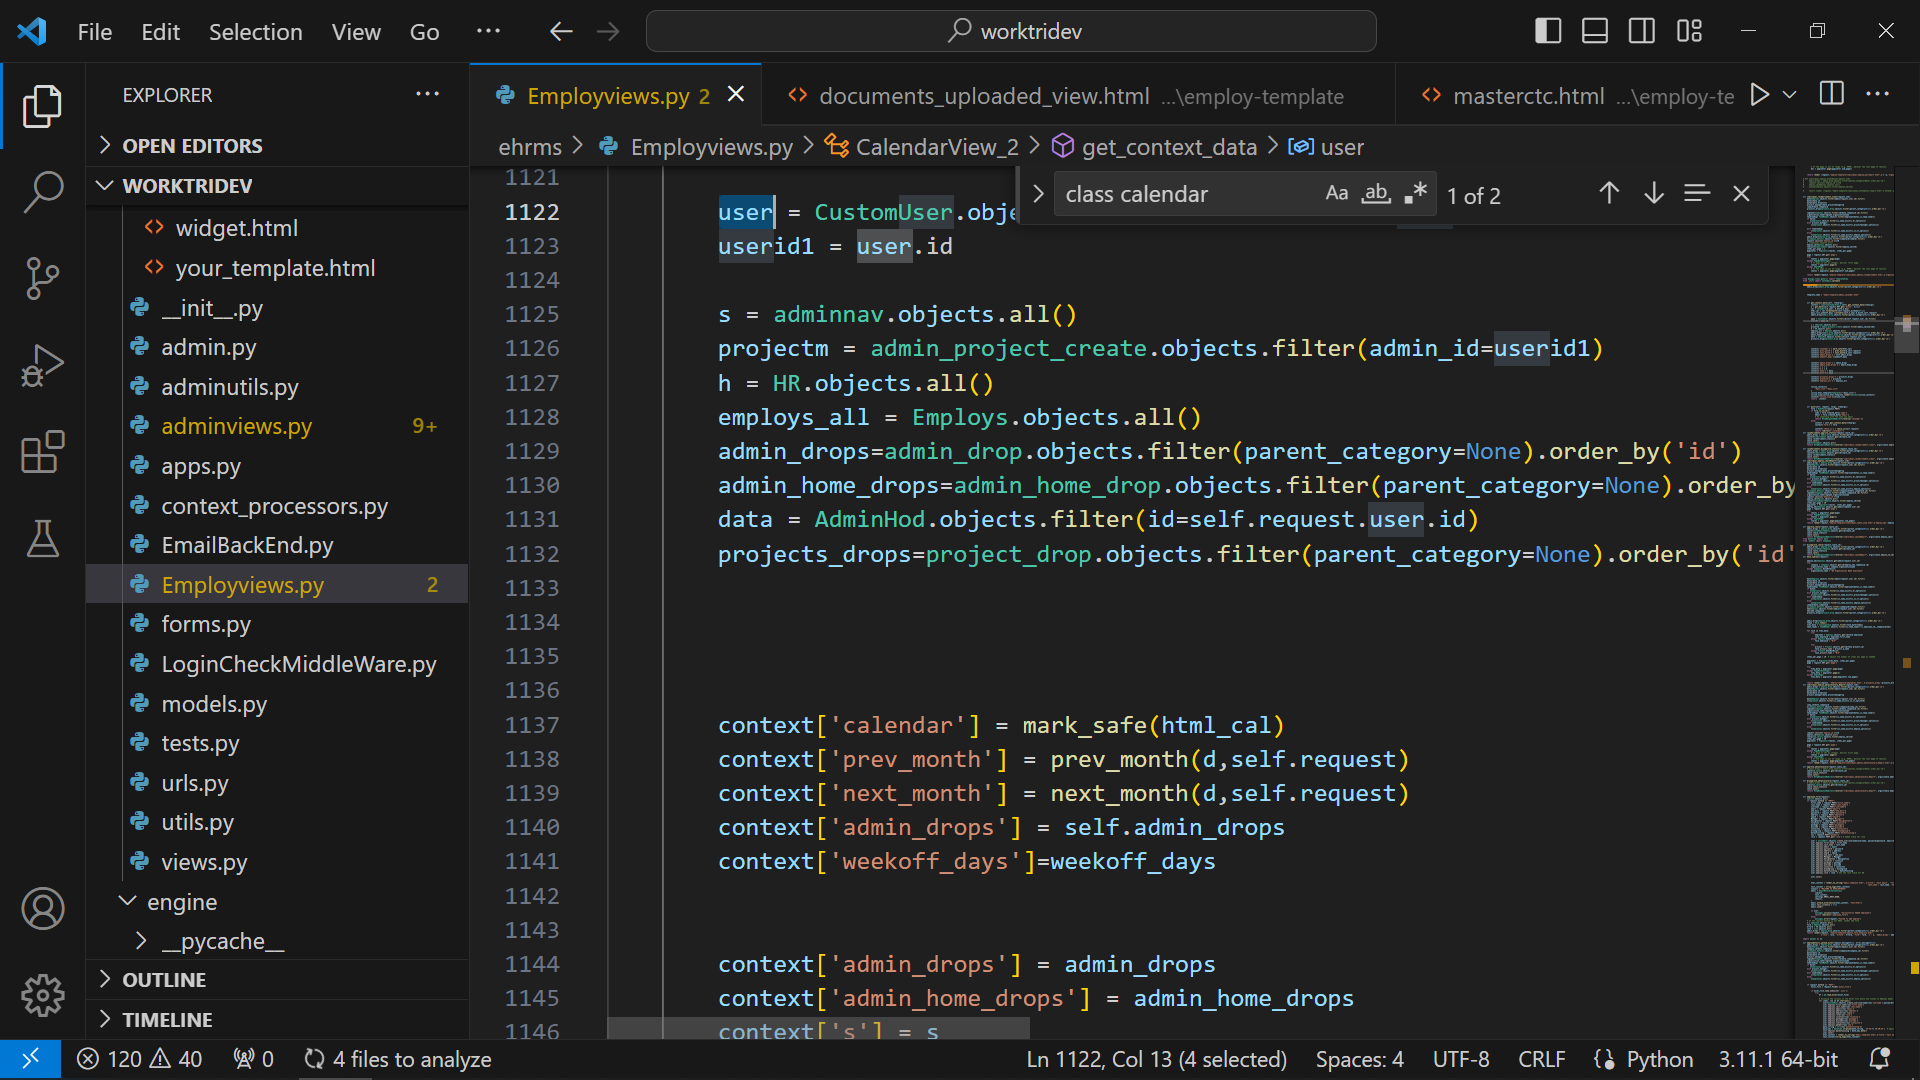 File Edit Selection View Go ··· worktridev
EXPLORER ···
OPEN EDITORS
WORKTRIDEV
widget.html
your_template.html
__init__.py
admin.py
adminutils.py
adminviews.py 9+
apps.py
context_processors.py
EmailBackEnd.py
Employviews.py 2
forms.py
LoginCheckMiddleWare.py
models.py
tests.py
urls.py
utils.py
views.py
engine
__pycache__
OUTLINE
TIMELINE
Employviews.py 2 documents_uploaded_view.html ...\employ-template masterctc.html ...\employ-te
ehrms > Employviews.py > CalendarView_2 > get_context_data > user
class calendar Aa ab 1 of 2
1121
1122 user = CustomUser.obje
1123 userid1 = user.id
1124
1125 s = adminnav.objects.all()
1126 projectm = admin_project_create.objects.filter(admin_id=userid1)
1127 h = HR.objects.all()
1128 employs_all = Employs.objects.all()
1129 admin_drops=admin_drop.objects.filter(parent_category=None).order_by('id')
1130 admin_home_drops=admin_home_drop.objects.filter(parent_category=None).order_by
1131 data = AdminHod.objects.filter(id=self.request.user.id)
1132 projects_drops=project_drop.objects.filter(parent_category=None).order_by('id'
1133
1134
1135
1136
1137 context['calendar'] = mark_safe(html_cal)
1138 context['prev_month'] = prev_month(d,self.request)
1139 context['next_month'] = next_month(d,self.request)
1140 context['admin_drops'] = self.admin_drops
1141 context['weekoff_days']=weekoff_days
1142
1143
1144 context['admin_drops'] = admin_drops
1145 context['admin_home_drops'] = admin_home_drops
1146 context['s'] = s
120 40 0 4 files to analyze Ln 1122, Col 13 (4 selected) Spaces: 4 UTF-8 CRLF Python 3.11.1 64-bit